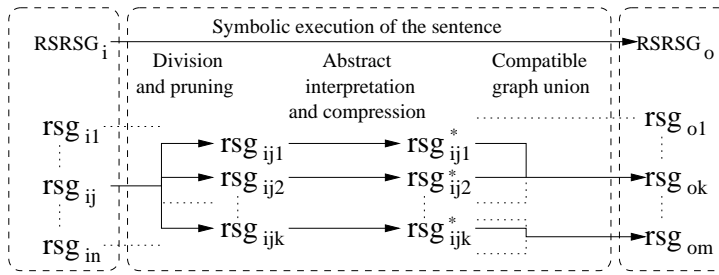 Symbolic execution of the sentence
RSRSG i RSRSG o
Division and pruning
Abstract interpretation and compression
Compatible graph union
rsg i1 rsg o1
rsg ij1 rsg* ij1
rsg ij rsg ij2 rsg* ij2 rsg ok
rsg in rsg ijk rsg* ijk rsg om